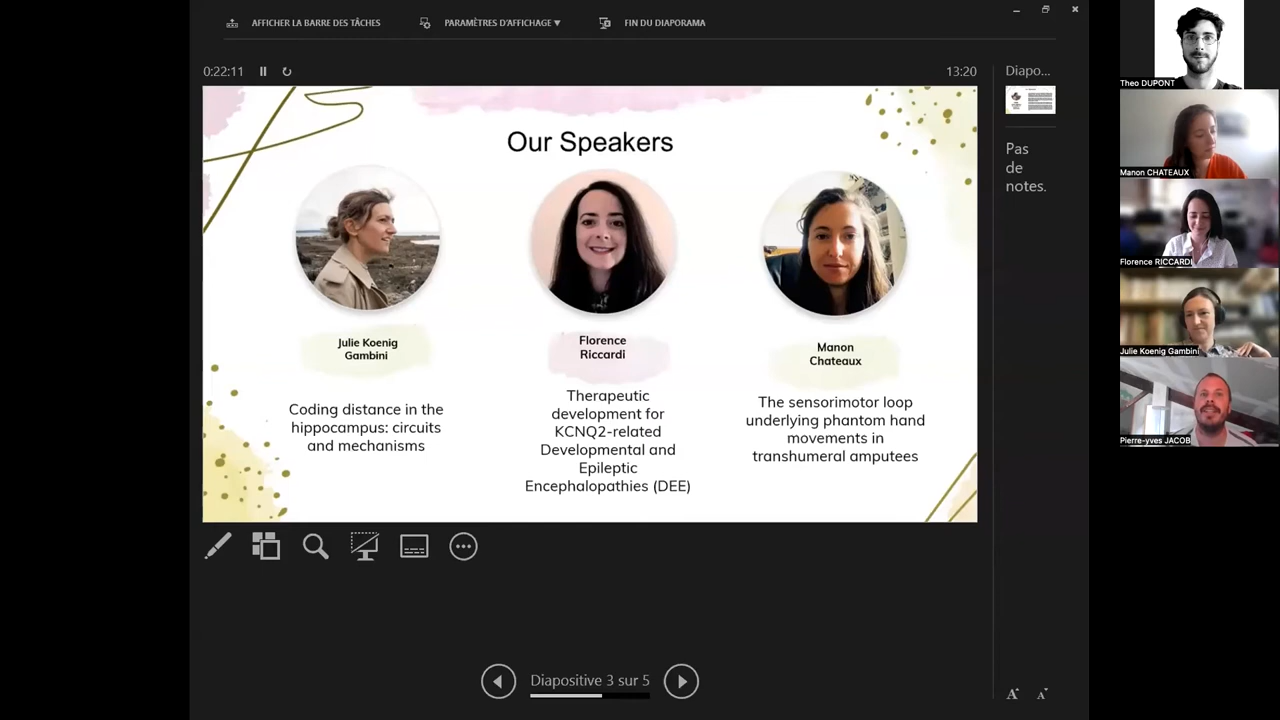 AFFICHER LA BARRE DES TÂCHES
PARAMÈTRES D'AFFICHAGE ▼
FIN DU DIAPORAMA
0:22:11
13:20
Our Speakers
Julie Koenig
Gambini
Coding distance in the
hippocampus: circuits
and mechanisms
Florence
Riccardi
Therapeutic
development for
KCNQ2-related
Developmental and
Epileptic
Encephalopathies (DEE)
Manon
Chateaux
The sensorimotor loop
underlying phantom hand
movements in
transhumeral amputees
Diapositive 3 sur 5
Diapo...
Pas
de
notes.
A
A
Theo DUPONT
Manon CHATEAUX
Florence RICCARDI
Julie Koenig Gambini
Pierre-yves JACOB